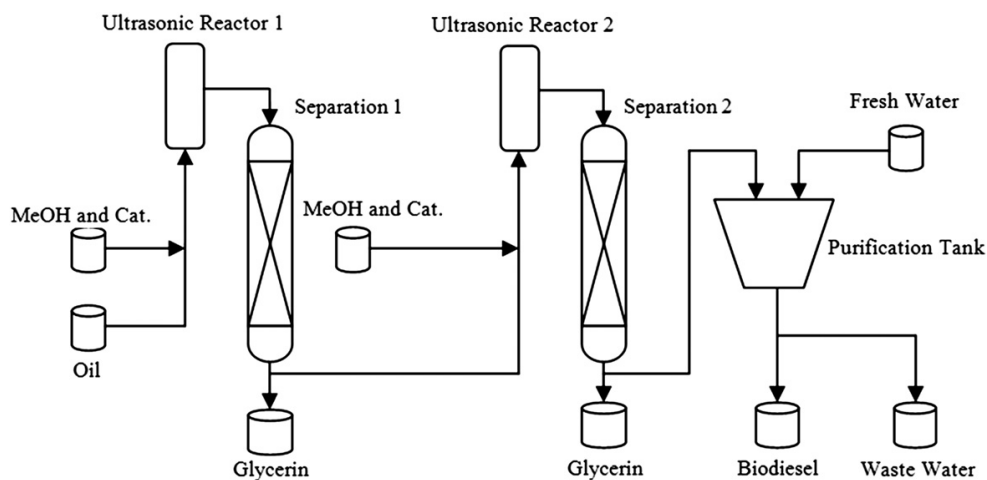 Ultrasonic Reactor 1
Ultrasonic Reactor 2
Separation 1
Separation 2
Fresh Water
MeOH and Cat.
MeOH and Cat.
Purification Tank
Oil
Glycerin
Glycerin
Biodiesel
Waste Water